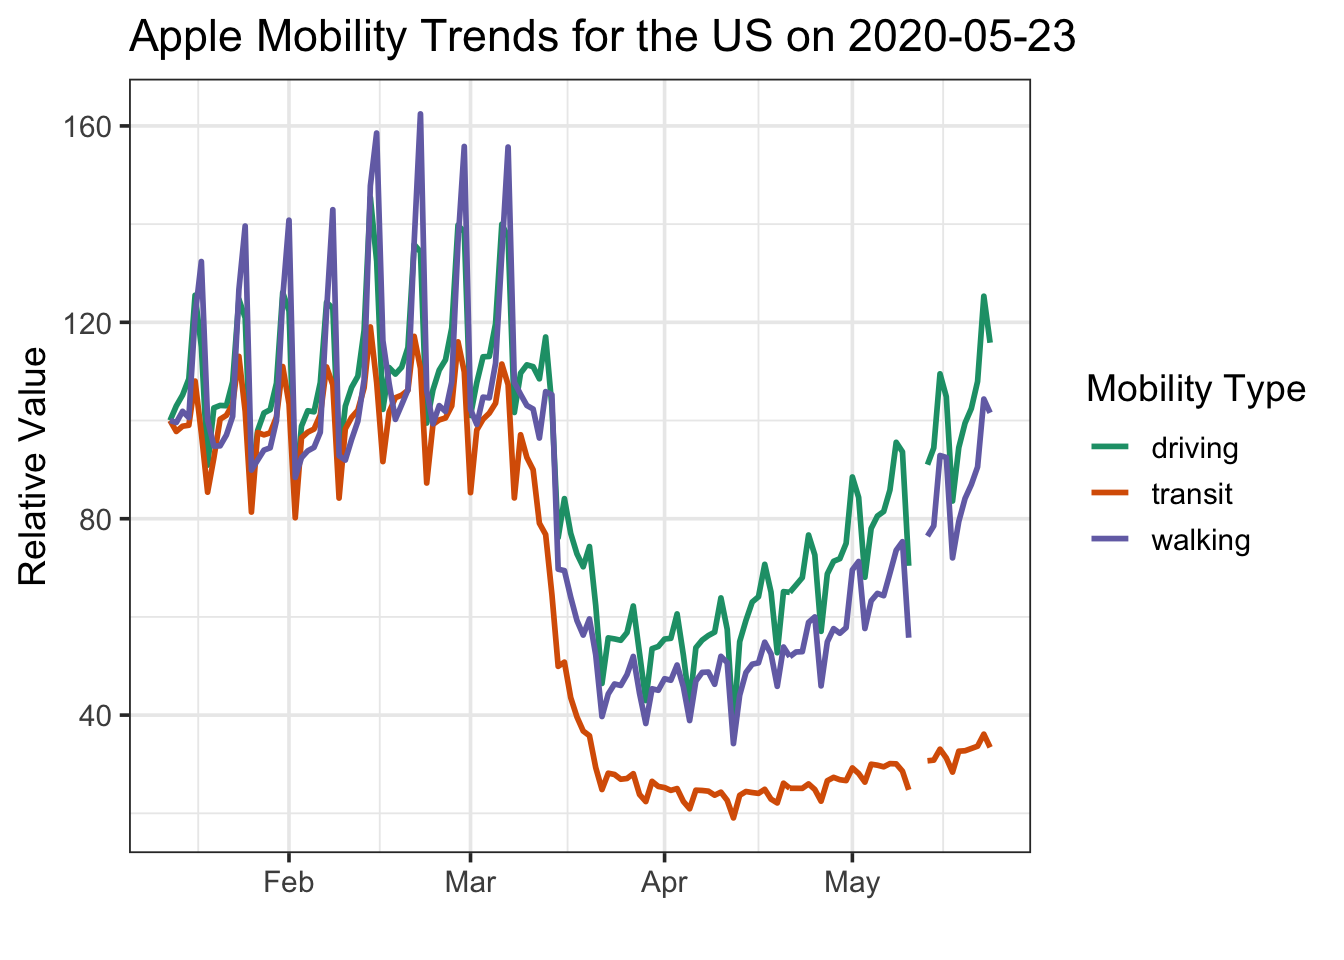 Apple Mobility Trends for the US on 2020-05-23
Relative Value
160
120
80
40
Feb
Mar
Apr
May
Mobility Type
driving
transit
walking